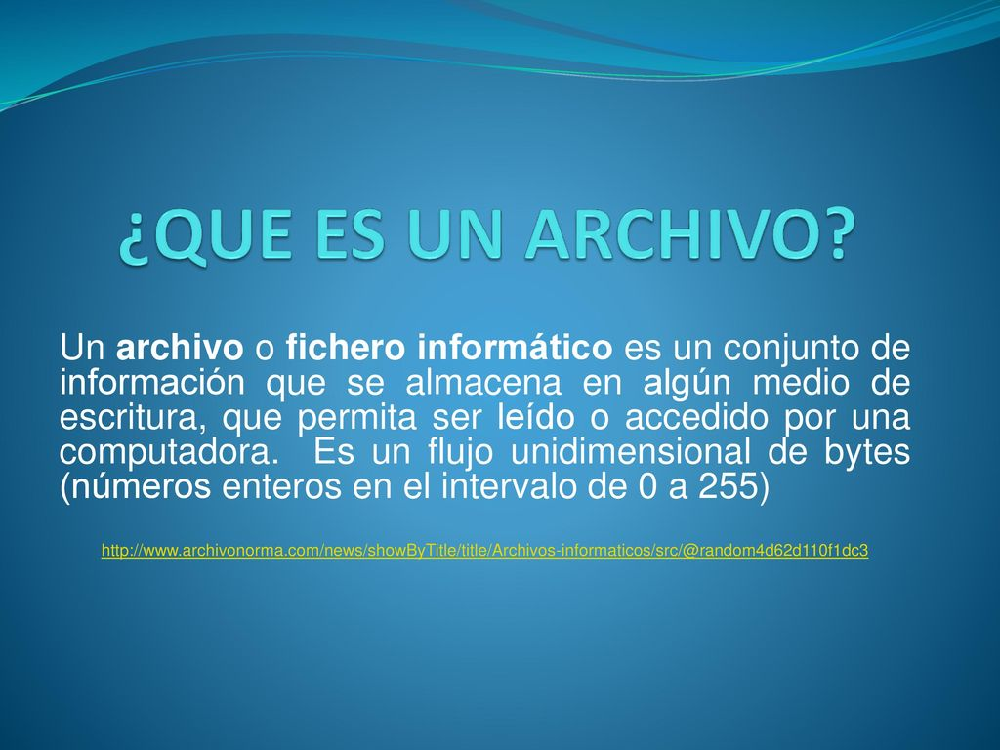 ¿QUE ES UN ARCHIVO?
Un archivo o fichero informático es un conjunto de
información que se almacena en algún medio de
escritura, que permita ser leído o accedido por una
computadora.  Es un flujo unidimensional de bytes
(números enteros en el intervalo de 0 a 255)
http://www.archivonorma.com/news/showByTitle/title/Archivos-informaticos/src/@random4d62d110f1dc3